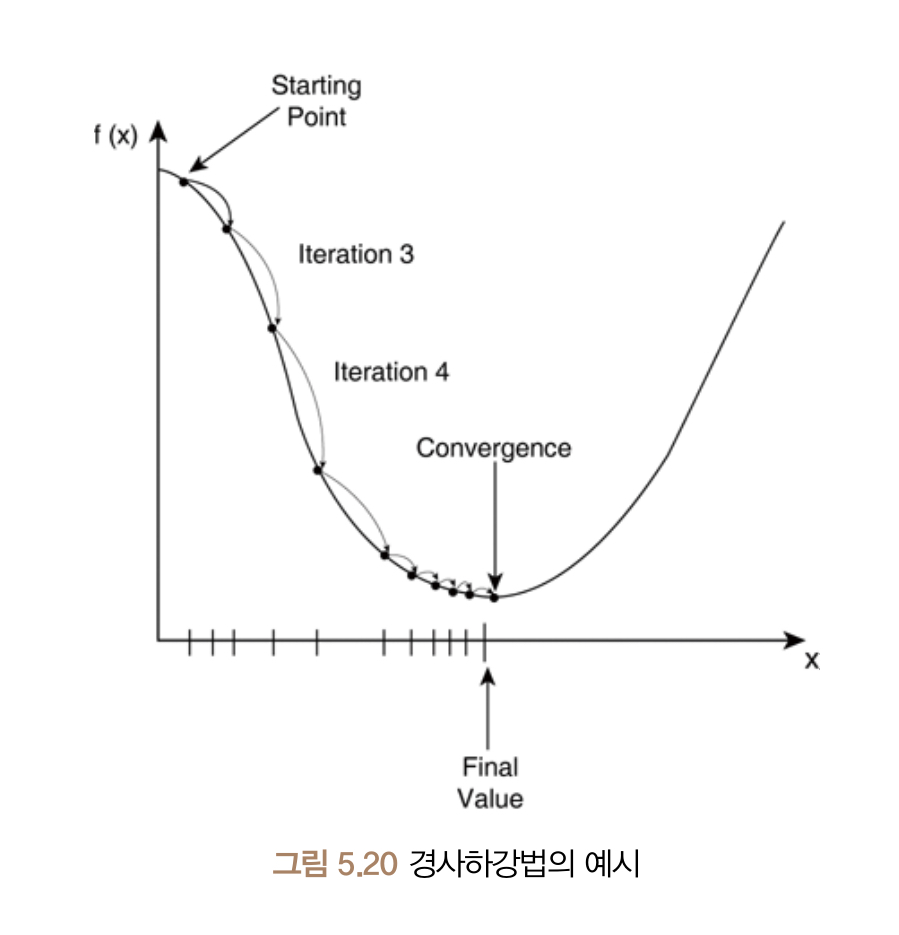 Starting
Point
f (x)
Iteration 3
Iteration 4
Convergence
x
Final
Value
그림 5.20 경사하강법의 예시